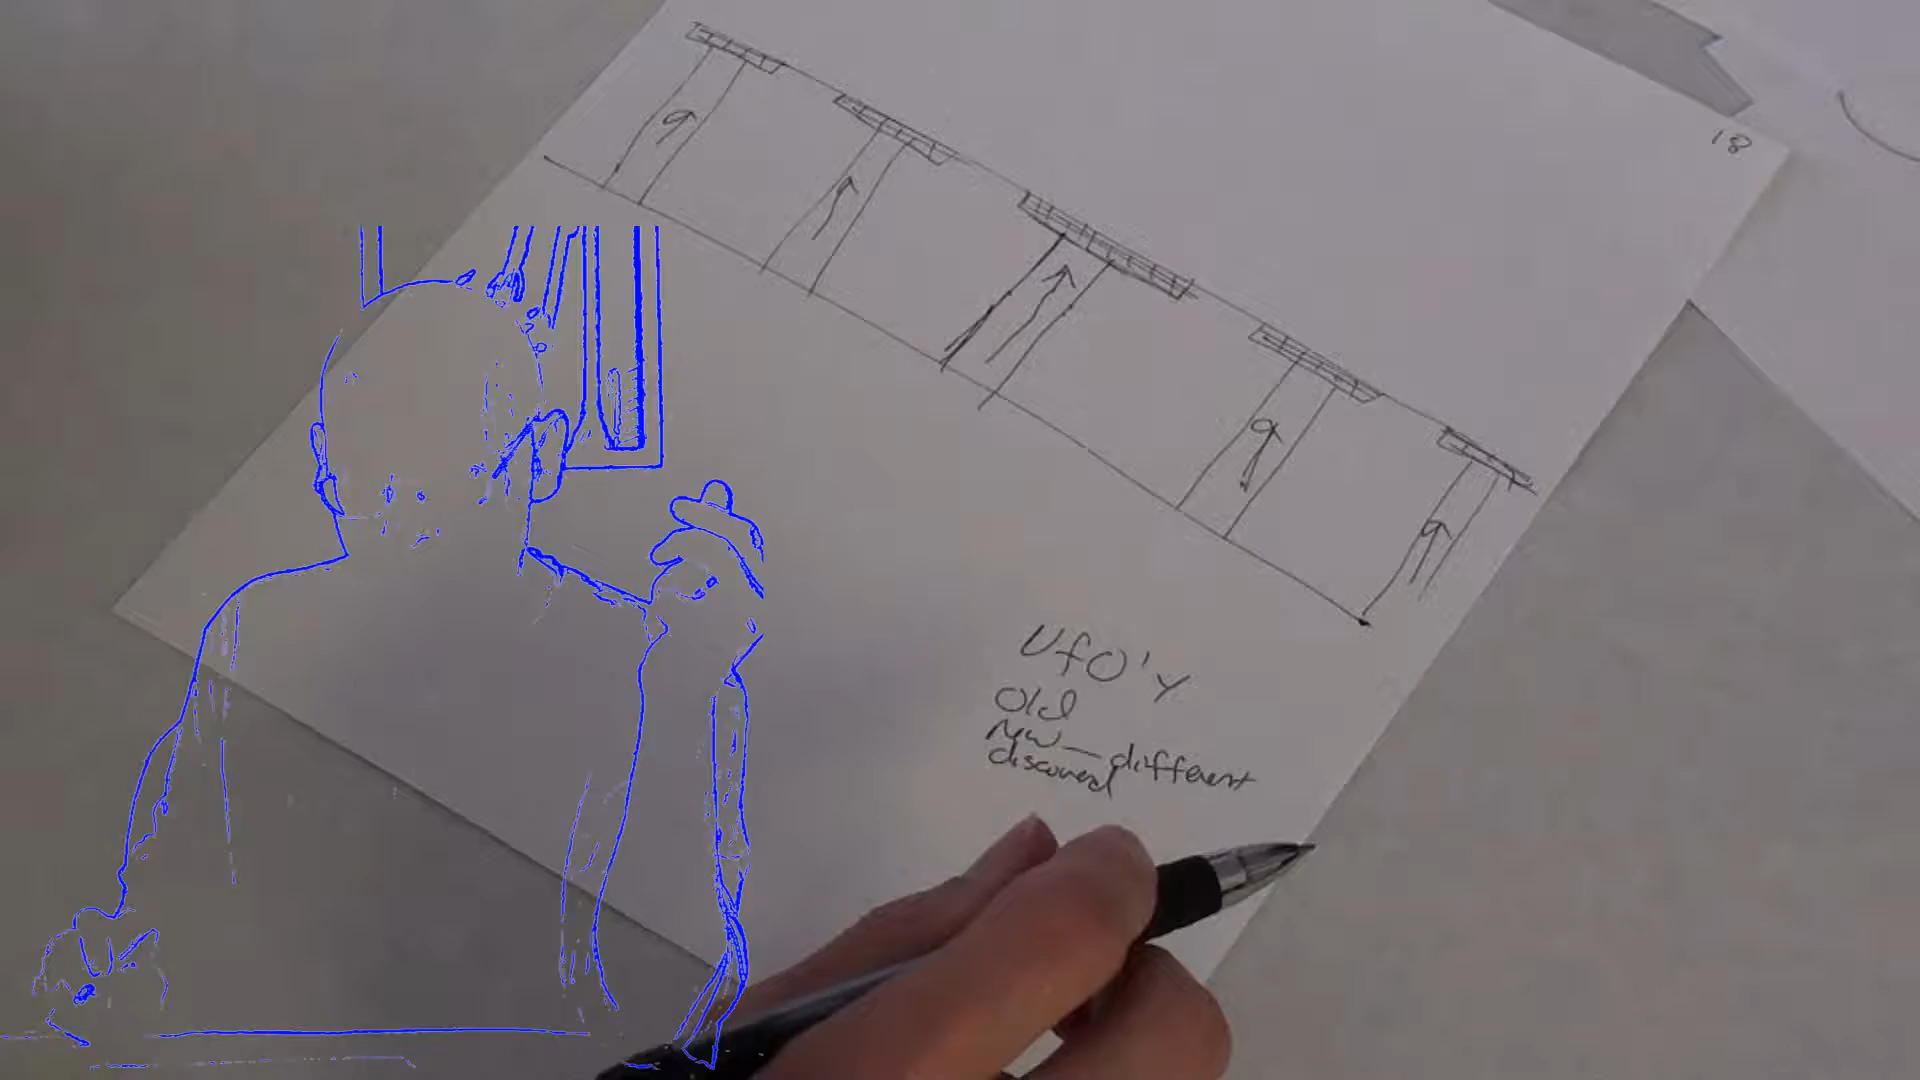 18
UfO'y
Old
New — different
discovered